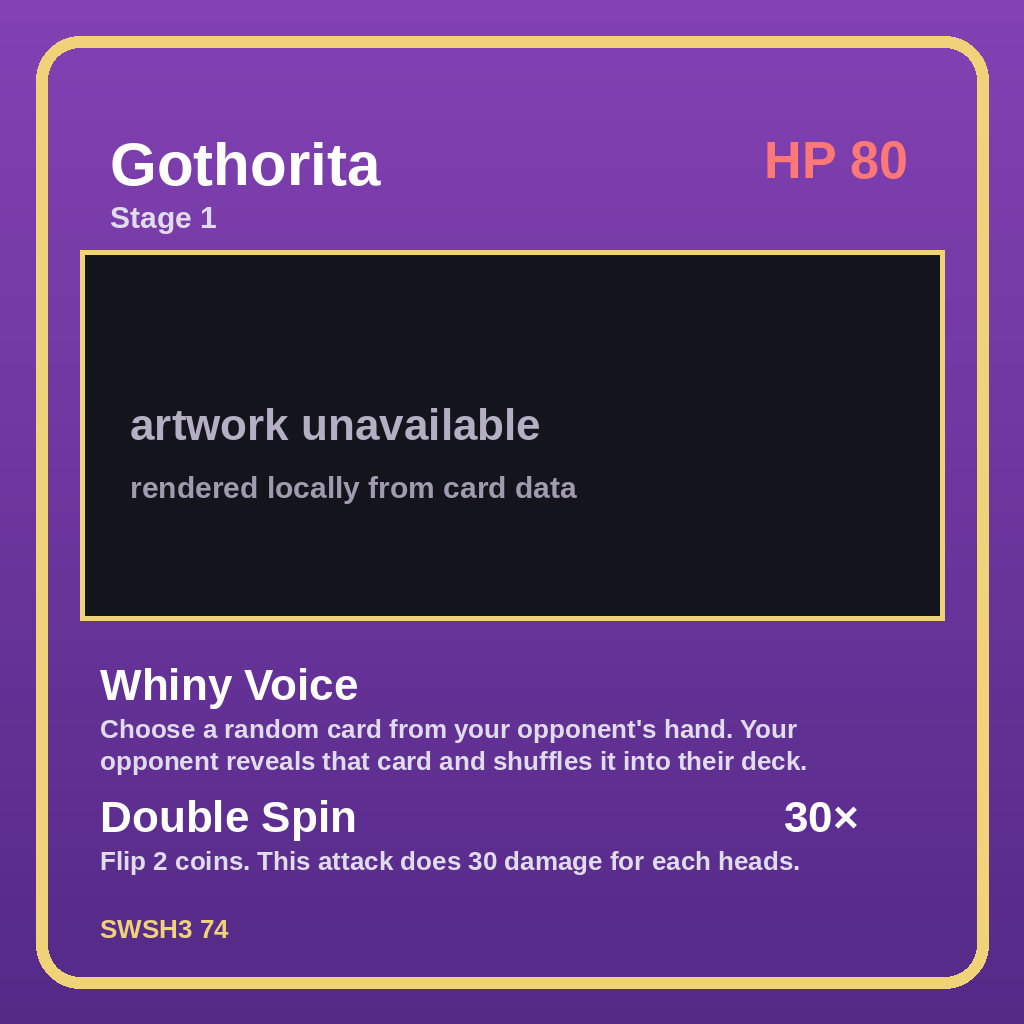 Gothorita
HP 80
Stage 1
artwork unavailable
rendered locally from card data
Whiny Voice
Choose a random card from your opponent's hand. Your
opponent reveals that card and shuffles it into their deck.
Double Spin 30×
Flip 2 coins. This attack does 30 damage for each heads.
SWSH3 74